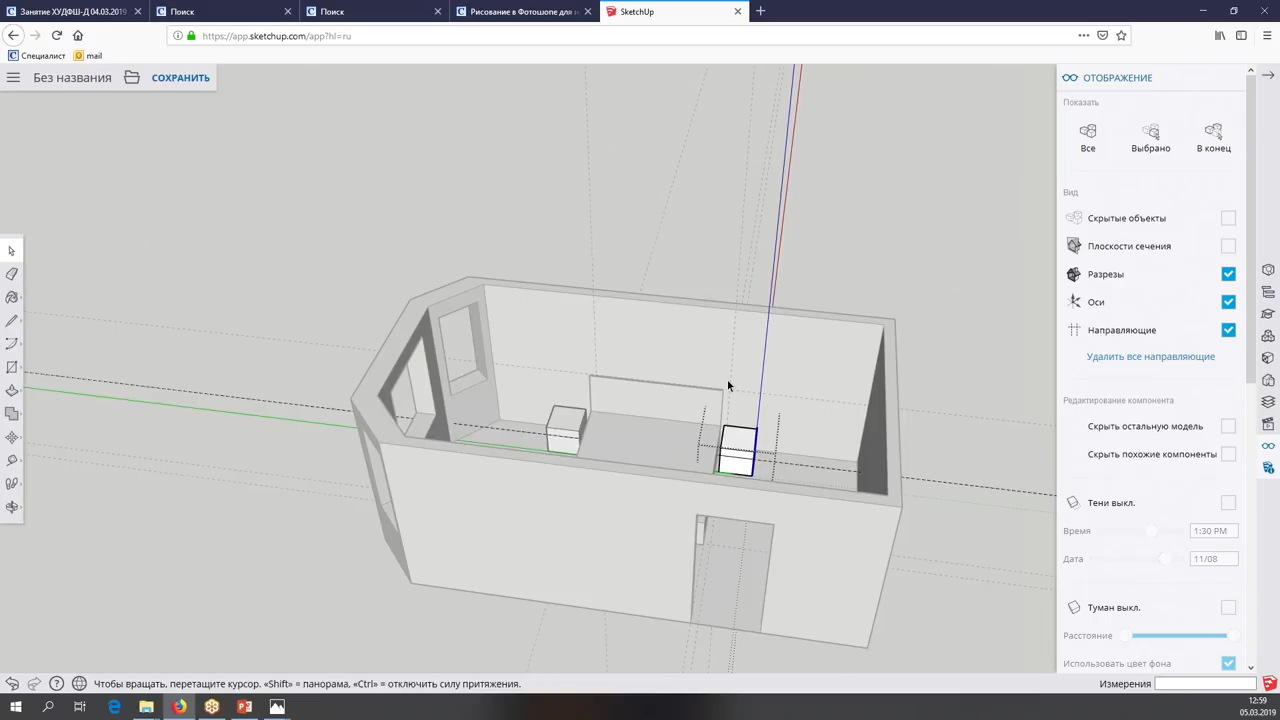 Занятие ХУДФШ-Д 04.03.2019
Поиск
Поиск
Рисование в Фотошопе для н
SketchUp
https://app.sketchup.com/app?hl=ru
Специалист
mail
Без названия
СОХРАНИТЬ
ОТОБРАЖЕНИЕ
Показать
Все
Выбрано
В конец
Вид
Скрытые объекты
Плоскости сечения
Разрезы
Оси
Направляющие
Удалить все направляющие
Редактирование компонента
Скрыть остальную модель
Скрыть похожие компоненты
Тени выкл.
Время
1:30 PM
Дата
11/08
Туман выкл.
Расстояние
Использовать цвет фона
Чтобы вращать, перетащите курсор. «Shift» = панорама, «Ctrl» = отключить силу притяжения.
Измерения
12:59
05.03.2019